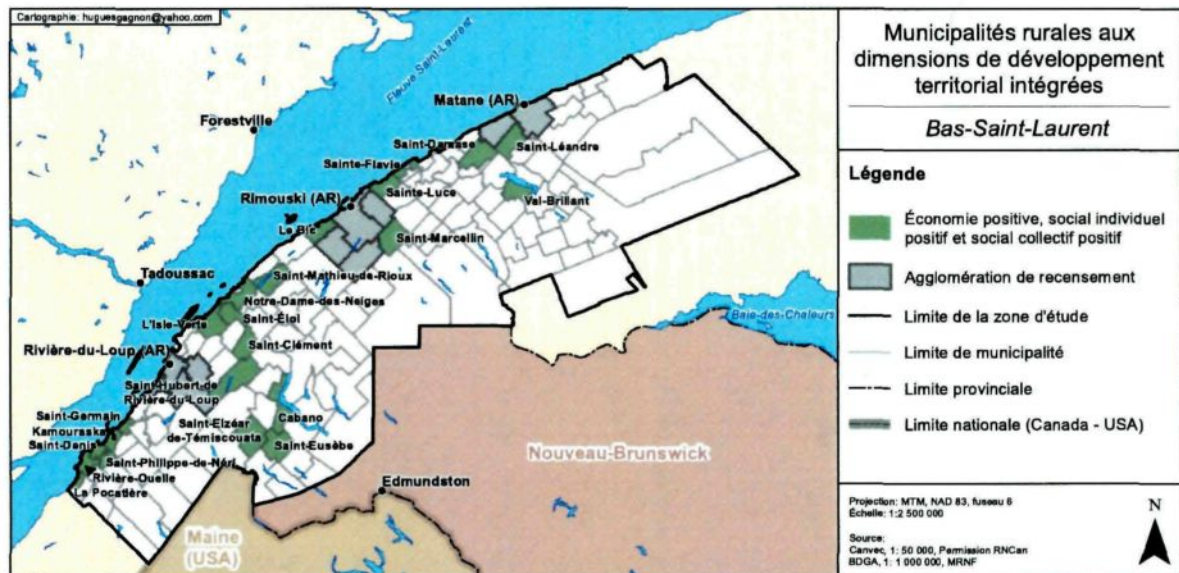 Cartographie: huguesgagnon@yahoo.com
Fleuve Saint-Laurent
Matane (AR)
Forestville
Saint-Damase
Saint-Léandre
Sainte-Flavie
Sainte-Luce
Rimouski (AR)
Val-Brillant
Le Bic
Saint-Marcellin
Tadoussac
Saint-Mathieu-de-Rioux
Notre-Dame-des-Neiges
Baie-des-Chaleurs
L'Isle-Verte
Saint-Éloi
Saint-Clément
Rivière-du-Loup (AR)
Saint-Hubert-de
Rivière-du-Loup
Saint-Germain
Cabano
Kamouraska
Saint-Elzéar
Saint-Denis
de-Témiscouata
Saint-Eusèbe
Nouveau-Brunswick
Saint-Philippe-de-Néri
Rivière-Ouelle
La Pocatière
Edmundston
Maine
(USA)
Municipalités rurales aux
dimensions de développement
territorial intégrées
Bas-Saint-Laurent
Légende
Économie positive, social individuel
positif et social collectif positif
Agglomération de recensement
Limite de la zone d'étude
Limite de municipalité
Limite provinciale
Limite nationale (Canada - USA)
Projection: MTM, NAD 83, fuseau 6
Échelle: 1:2 500 000
N
Source:
Canvec, 1: 50 000, Permission RNCan
BDGA, 1: 1 000 000, MRNF